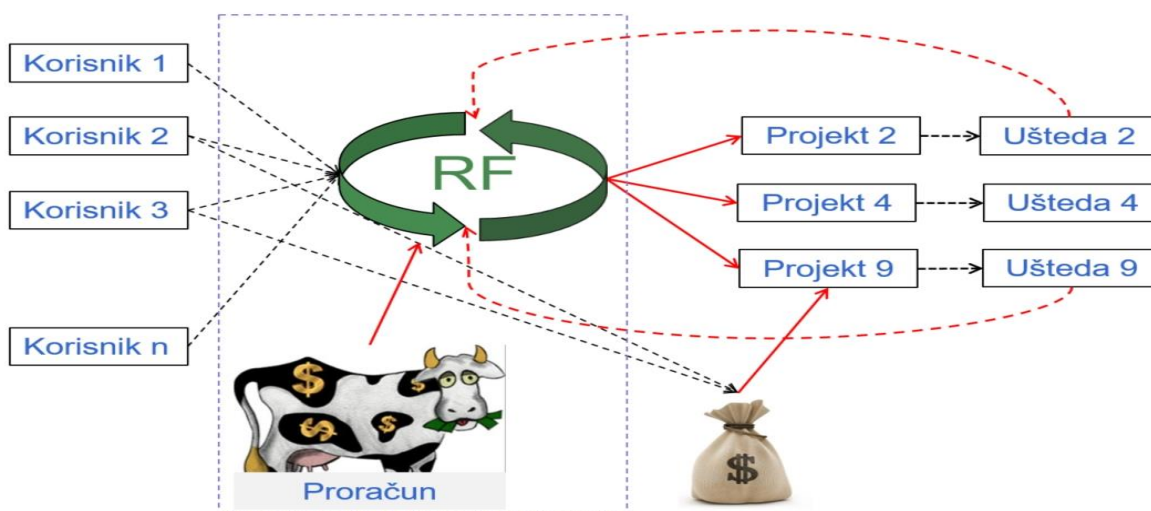 Korisnik 1
Korisnik 2
Korisnik 3
Korisnik n
RF
Projekt 2
Ušteda 2
Projekt 4
Ušteda 4
Projekt 9
Ušteda 9
$
$
$
$
$
Proračun